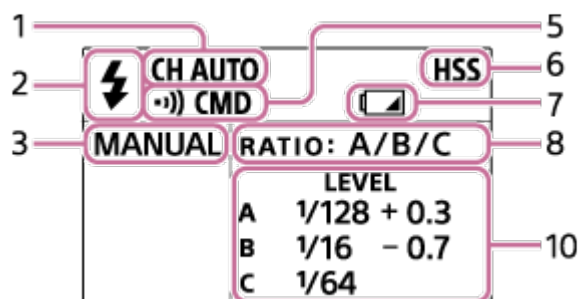 1
5
CH AUTO
HSS
6
2
CMD
7
3
MANUAL
RATIO: A/B/C
8
LEVEL
A 1/128 + 0.3
B 1/16 − 0.7
10
C 1/64